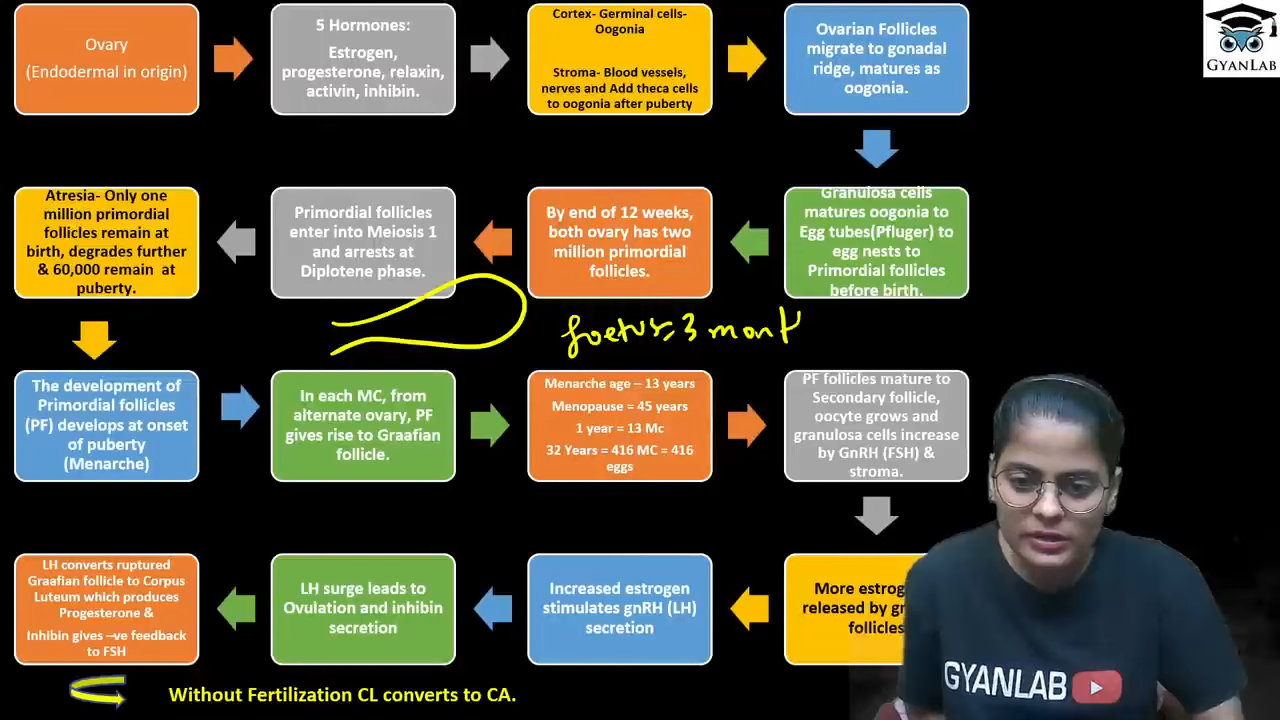 Ovary
(Endodermal in origin)
5 Hormones:
Estrogen,
progesterone, relaxin,
activin, inhibin.
Cortex- Germinal cells-
Oogonia
Stroma- Blood vessels,
nerves and Add theca cells
to oogonia after puberty
Ovarian Follicles
migrate to gonadal
ridge, matures as
oogonia.
GYANLAB
Granulosa cells
matures oogonia to
Egg tubes(Pfluger) to
egg nests to
Primordial follicles
before birth.
By end of 12 weeks,
both ovary has two
million primordial
follicles.
Primordial follicles
enter into Meiosis 1
and arrests at
Diplotene phase.
Atresia- Only one
million primordial
follicles remain at
birth, degrades further
& 60,000 remain at
puberty.
foetus = 3 mont
The development of
Primordial follicles
(PF) develops at onset
of puberty
(Menarche)
In each MC, from
alternate ovary, PF
gives rise to Graafian
follicle.
Menarche age – 13 years
Menopause = 45 years
1 year = 13 Mc
32 Years = 416 MC = 416
eggs
PF follicles mature to
Secondary follicle,
oocyte grows and
granulosa cells increase
by GnRH (FSH) &
stroma.
More estrog
released by gr
follicles
Increased estrogen
stimulates gnRH (LH)
secretion
LH surge leads to
Ovulation and inhibin
secretion
LH converts ruptured
Graafian follicle to Corpus
Luteum which produces
Progesterone &
Inhibin gives –ve feedback
to FSH
Without Fertilization CL converts to CA.
GYANLAB